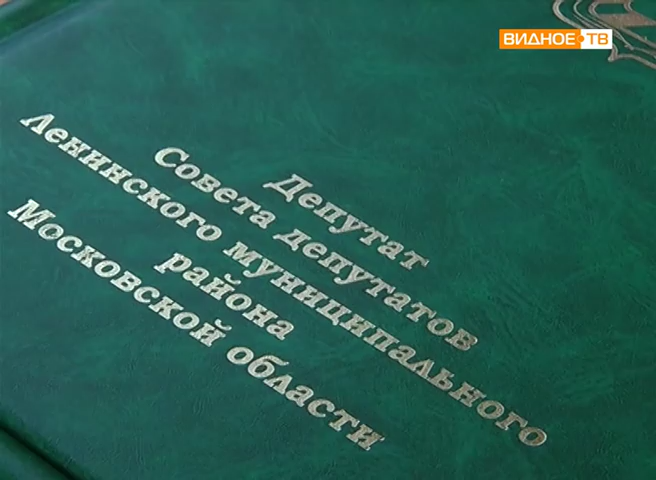 ВИДНОЕ ТВ
Депутат
Совета депутатов
Ленинского муниципального
района
Московской области